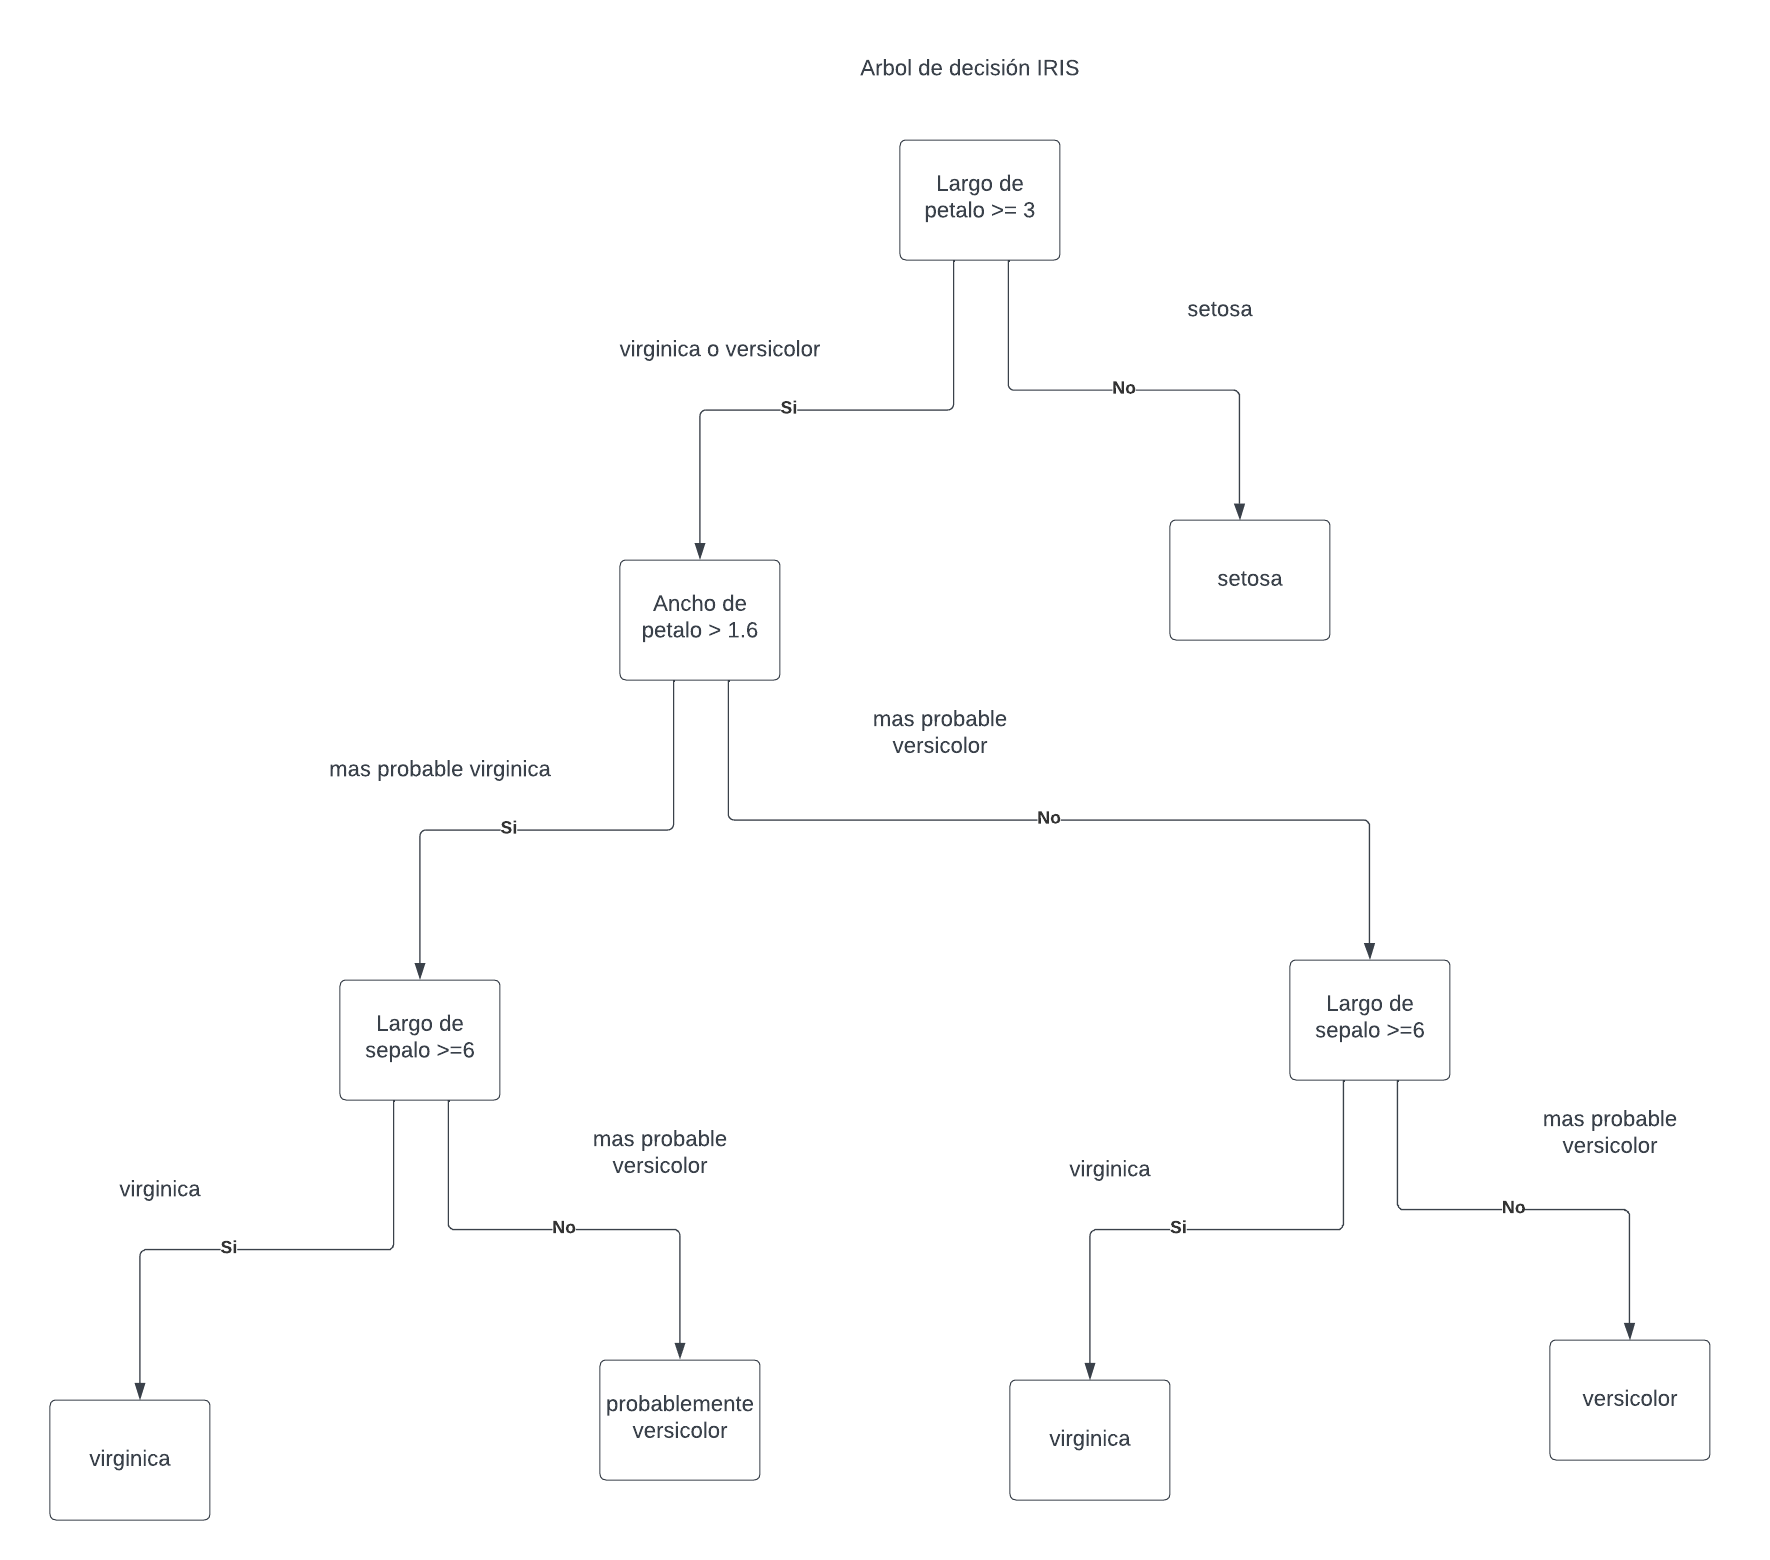 Arbol de decisión IRIS
Largo de
petalo >= 3
setosa
virginica o versicolor
No
Si
setosa
Ancho de
petalo > 1.6
mas probable
versicolor
mas probable virginica
No
Si
Largo de
sepalo >=6
Largo de
sepalo >=6
mas probable
versicolor
virginica
No
Si
mas probable
versicolor
virginica
No
Si
probablemente
versicolor
virginica
virginica
versicolor